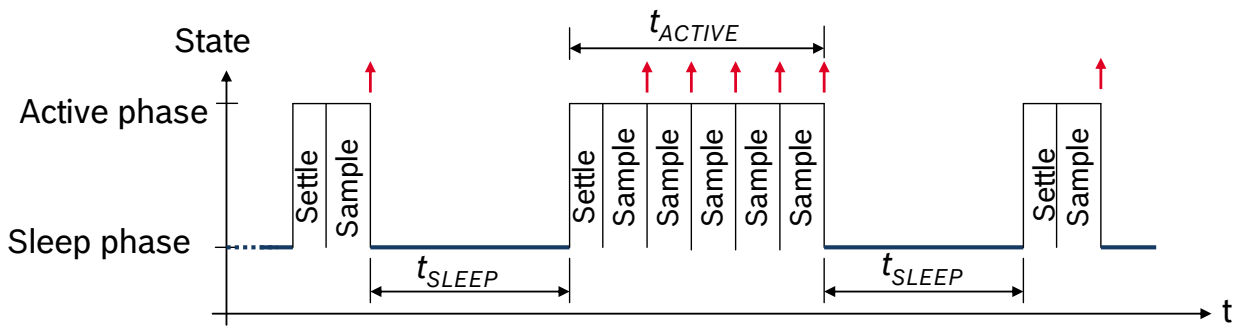 t_ACTIVE
State
Active phase
Settle
Sample
Settle
Sample
Sample
Sample
Sample
Sample
Settle
Sample
Sleep phase
t_SLEEP
t_SLEEP
t